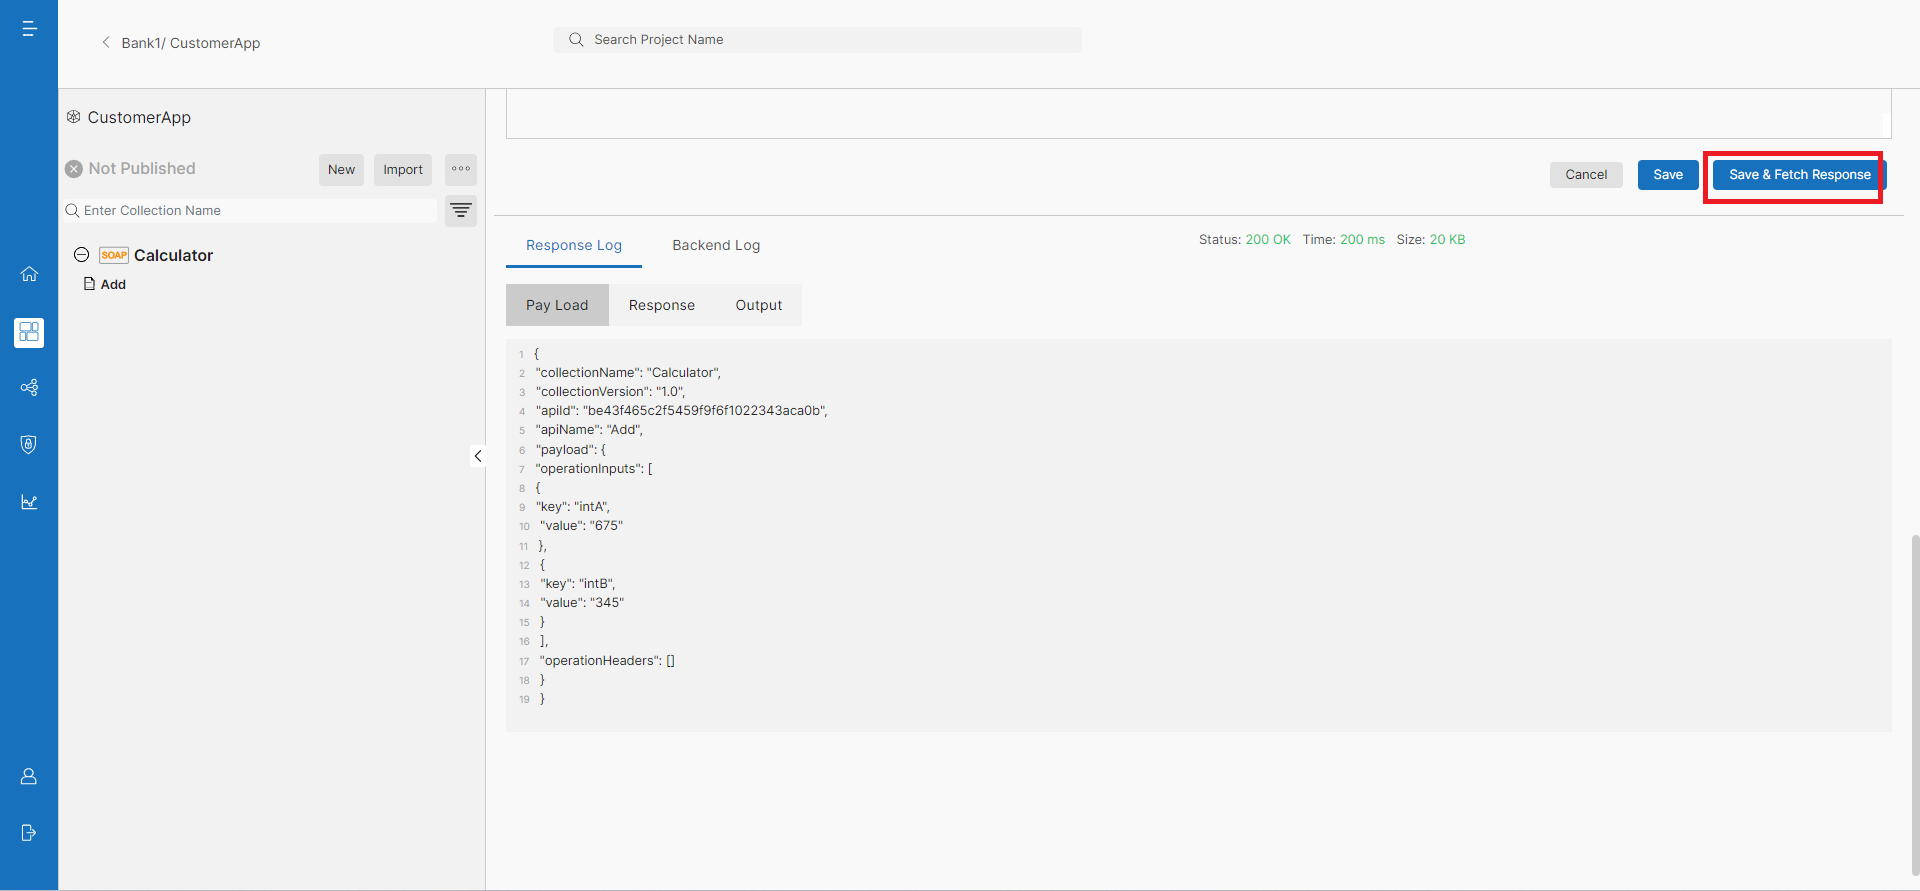 Bank1/ CustomerApp
Search Project Name
CustomerApp
Not Published
New
Import
Enter Collection Name
SOAP Calculator
Add
Cancel
Save
Save & Fetch Response
Response Log
Backend Log
Status: 200 OK Time: 200 ms Size: 20 KB
Pay Load
Response
Output
1 {
2 "collectionName": "Calculator",
3 "collectionVersion": "1.0",
4 "apiId": "be43f465c2f5459f9f6f1022343aca0b",
5 "apiName": "Add",
6 "payload": {
7 "operationInputs": [
8 {
9 "key": "intA",
10 "value": "675"
11 },
12 {
13 "key": "intB",
14 "value": "345"
15 }
16 ],
17 "operationHeaders": []
18 }
19 }